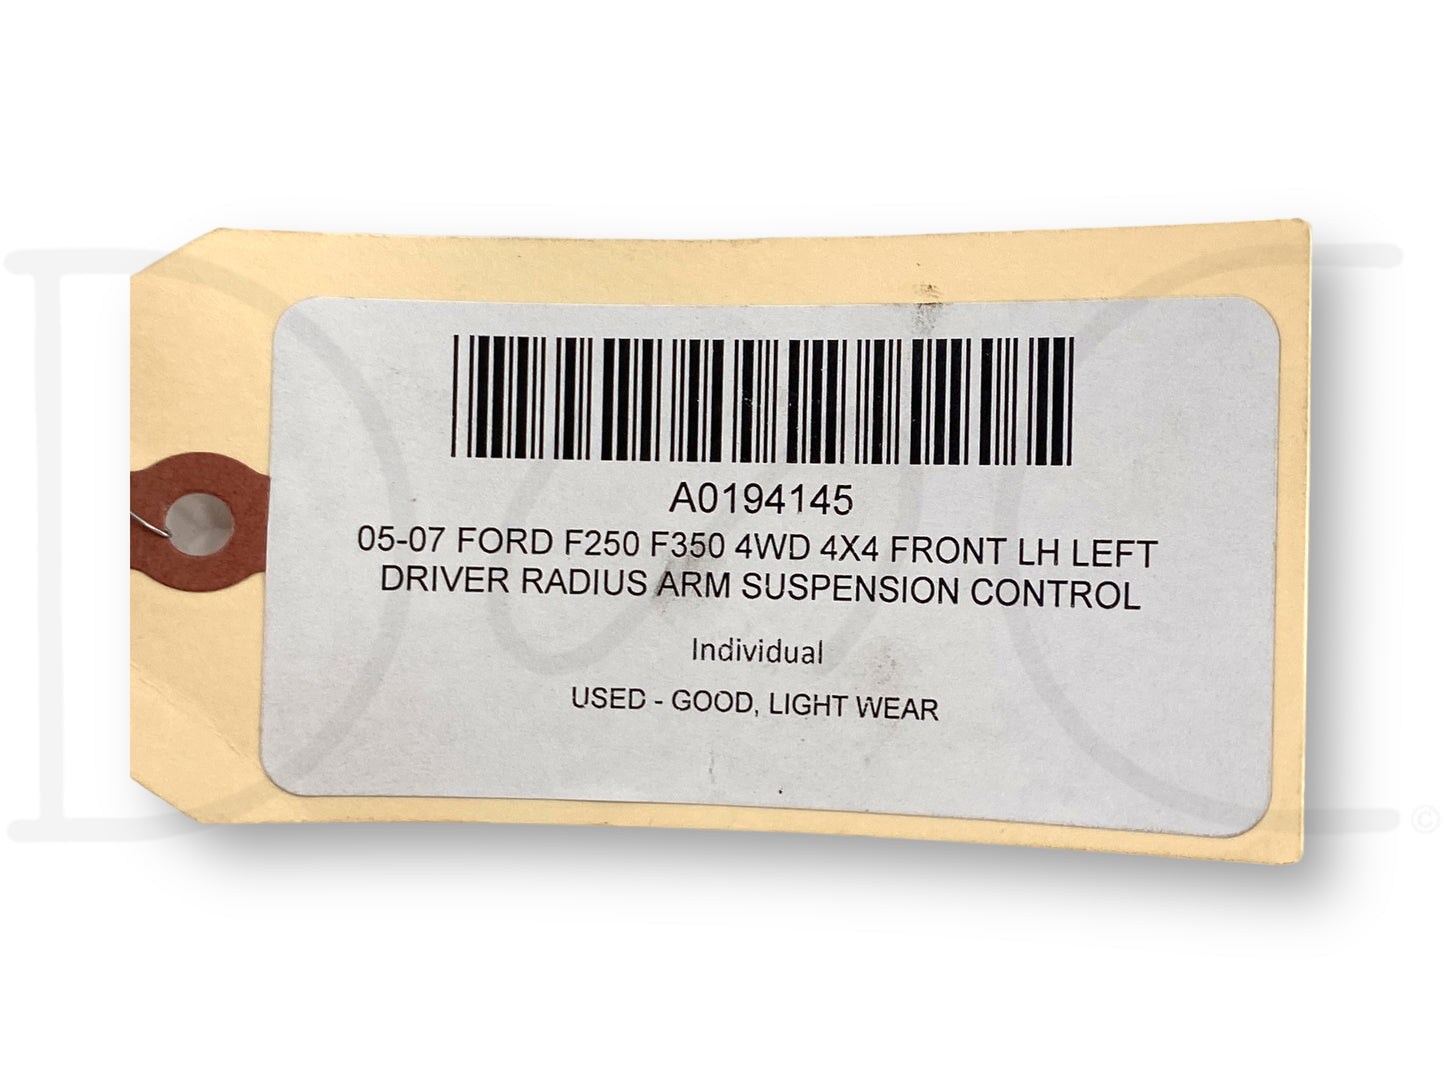 A0194145
05-07 FORD F250 F350 4WD 4X4 FRONT LH LEFT
DRIVER RADIUS ARM SUSPENSION CONTROL
Individual
USED - GOOD, LIGHT WEAR
©